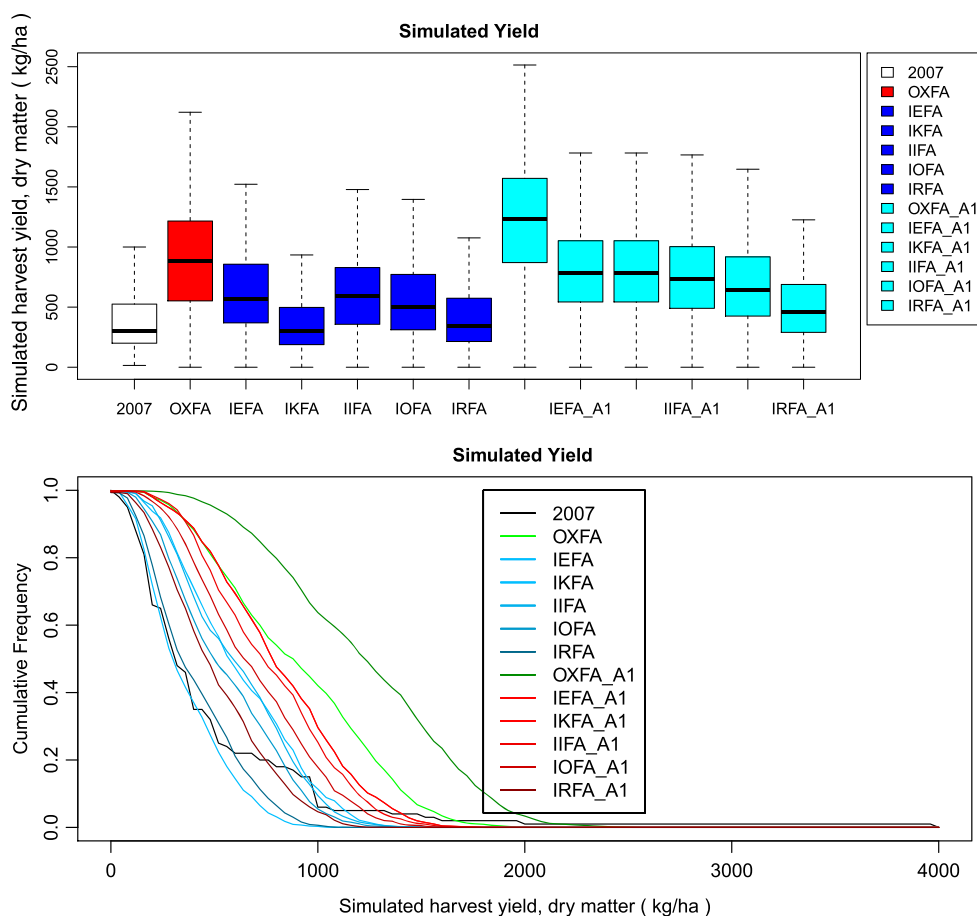 Simulated Yield
Simulated harvest yield, dry matter ( kg/ha )
2500
2000
1500
1000
500
0
2007 OXFA IEFA IKFA IIFA IOFA IRFA IEFA_A1 IIFA_A1 IRFA_A1
2007
OXFA
IEFA
IKFA
IIFA
IOFA
IRFA
OXFA_A1
IEFA_A1
IKFA_A1
IIFA_A1
IOFA_A1
IRFA_A1
Simulated Yield
Cumulative Frequency
1.0
0.8
0.6
0.4
0.2
0.0
2007
OXFA
IEFA
IKFA
IIFA
IOFA
IRFA
OXFA_A1
IEFA_A1
IKFA_A1
IIFA_A1
IOFA_A1
IRFA_A1
0 1000 2000 3000 4000
Simulated harvest yield, dry matter ( kg/ha )